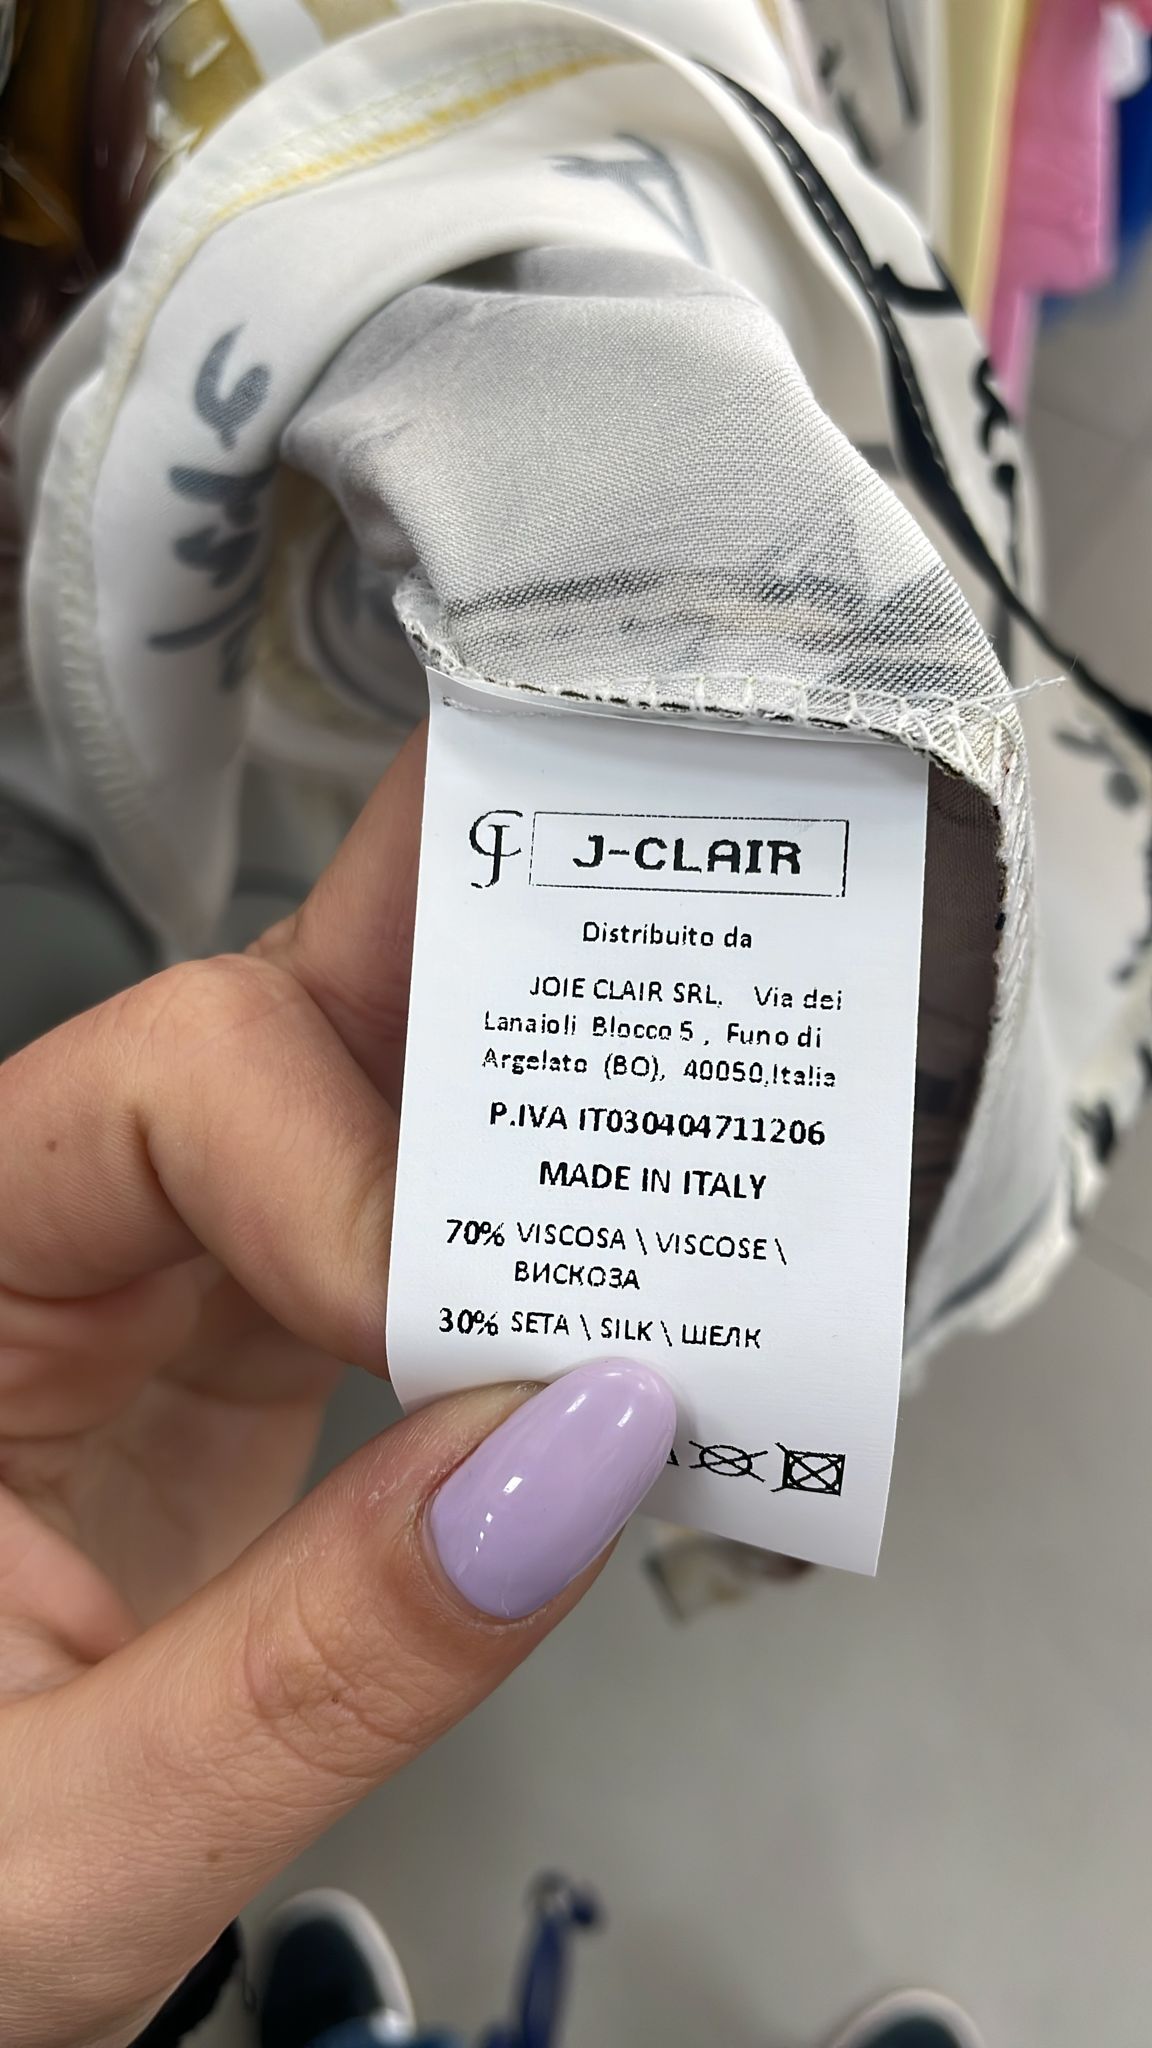 J-CLAIR
Distribuito da
JOIE CLAIR SRL. Via dei
Lanaioli Blocco 5 , Funo di
Argelato (BO), 40050,Italia
P.IVA IT030404711206
MADE IN ITALY
70% VISCOSA \ VISCOSE \
ВИСКОЗА
30% SETA \ SILK \ ШЕЛК